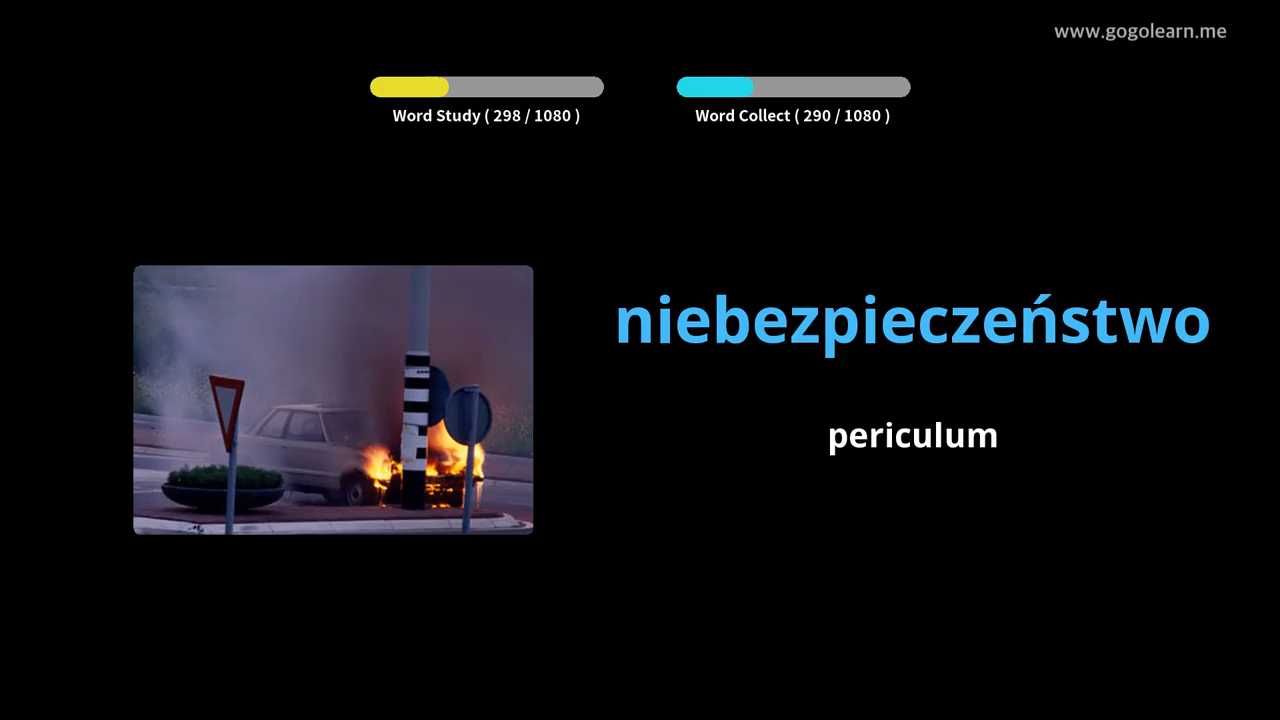 www.gogolearn.me
Word Study ( 298 / 1080 )
Word Collect ( 290 / 1080 )
niebezpieczeństwo
periculum